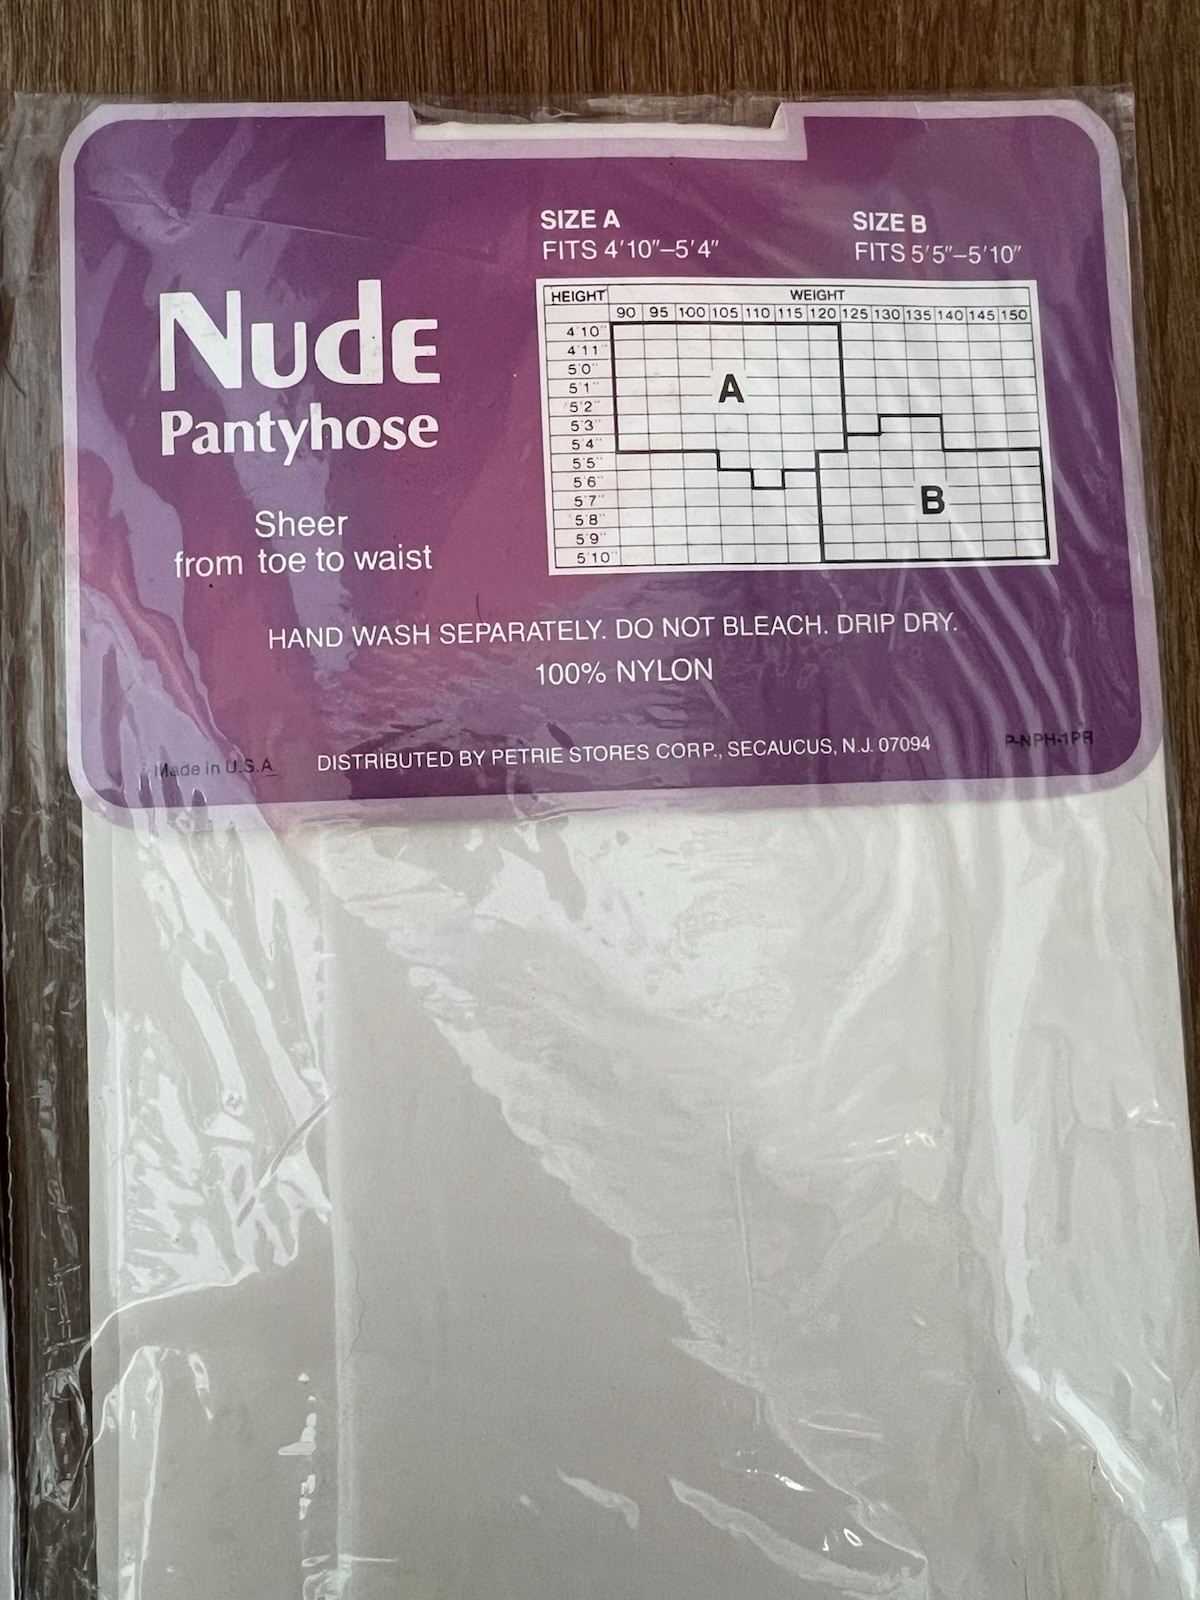 SIZE A
FITS 4'10"–5'4"
SIZE B
FITS 5'5"–5'10"
Nude
Pantyhose
Sheer
from toe to waist
HEIGHT WEIGHT
90 95 100 105 110 115 120 125 130 135 140 145 150
4'10"
4'11"
5'0"
5'1"
5'2"
5'3"
5'4"
5'5"
5'6"
5'7"
5'8"
5'9"
5'10"
A
B
HAND WASH SEPARATELY. DO NOT BLEACH. DRIP DRY.
100% NYLON
DISTRIBUTED BY PETRIE STORES CORP., SECAUCUS, N.J. 07094
Made in U.S.A.
P-NPH-1PR